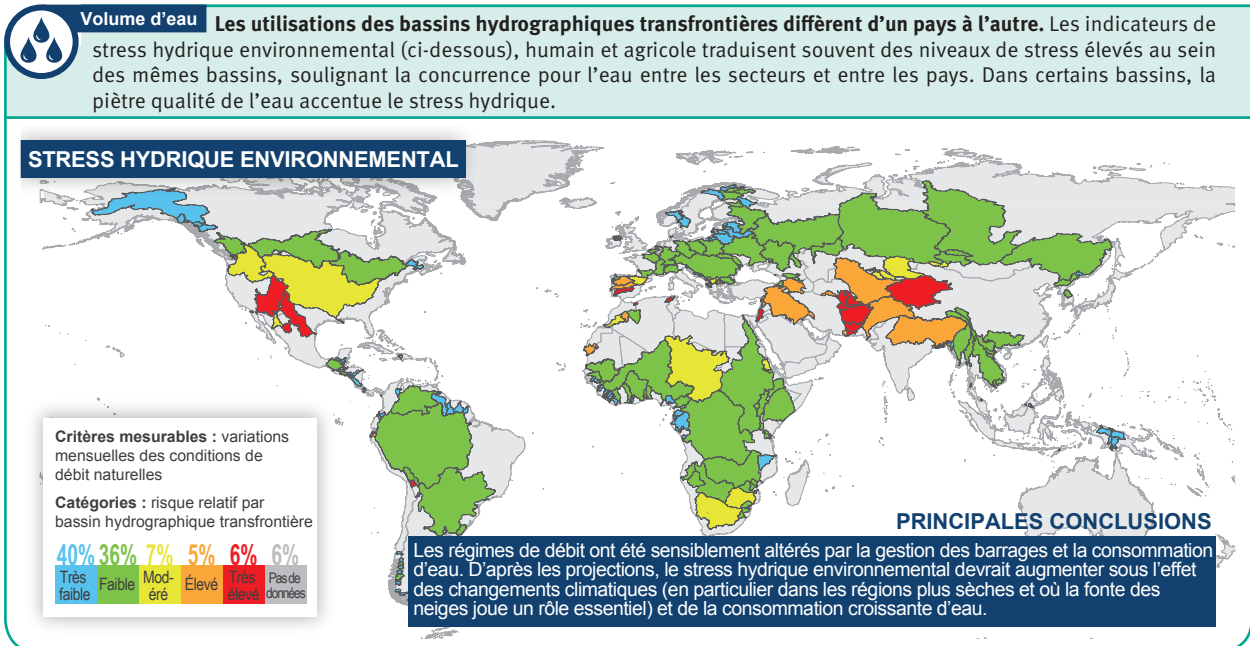 Volume d'eau Les utilisations des bassins hydrographiques transfrontières diffèrent d'un pays à l'autre. Les indicateurs de
stress hydrique environnemental (ci-dessous), humain et agricole traduisent souvent des niveaux de stress élevés au sein
des mêmes bassins, soulignant la concurrence pour l'eau entre les secteurs et entre les pays. Dans certains bassins, la
piètre qualité de l'eau accentue le stress hydrique.
STRESS HYDRIQUE ENVIRONNEMENTAL
Critères mesurables : variations
mensuelles des conditions de
débit naturelles
Catégories : risque relatif par
bassin hydrographique transfrontière
40% 36% 7% 5% 6% 6%
Très
faible
Faible
Mod-
éré
Élevé
Très
élevé
Pas de
données
PRINCIPALES CONCLUSIONS
Les régimes de débit ont été sensiblement altérés par la gestion des barrages et la consommation
d'eau. D'après les projections, le stress hydrique environnemental devrait augmenter sous l'effet
des changements climatiques (en particulier dans les régions plus sèches et où la fonte des
neiges joue un rôle essentiel) et de la consommation croissante d'eau.